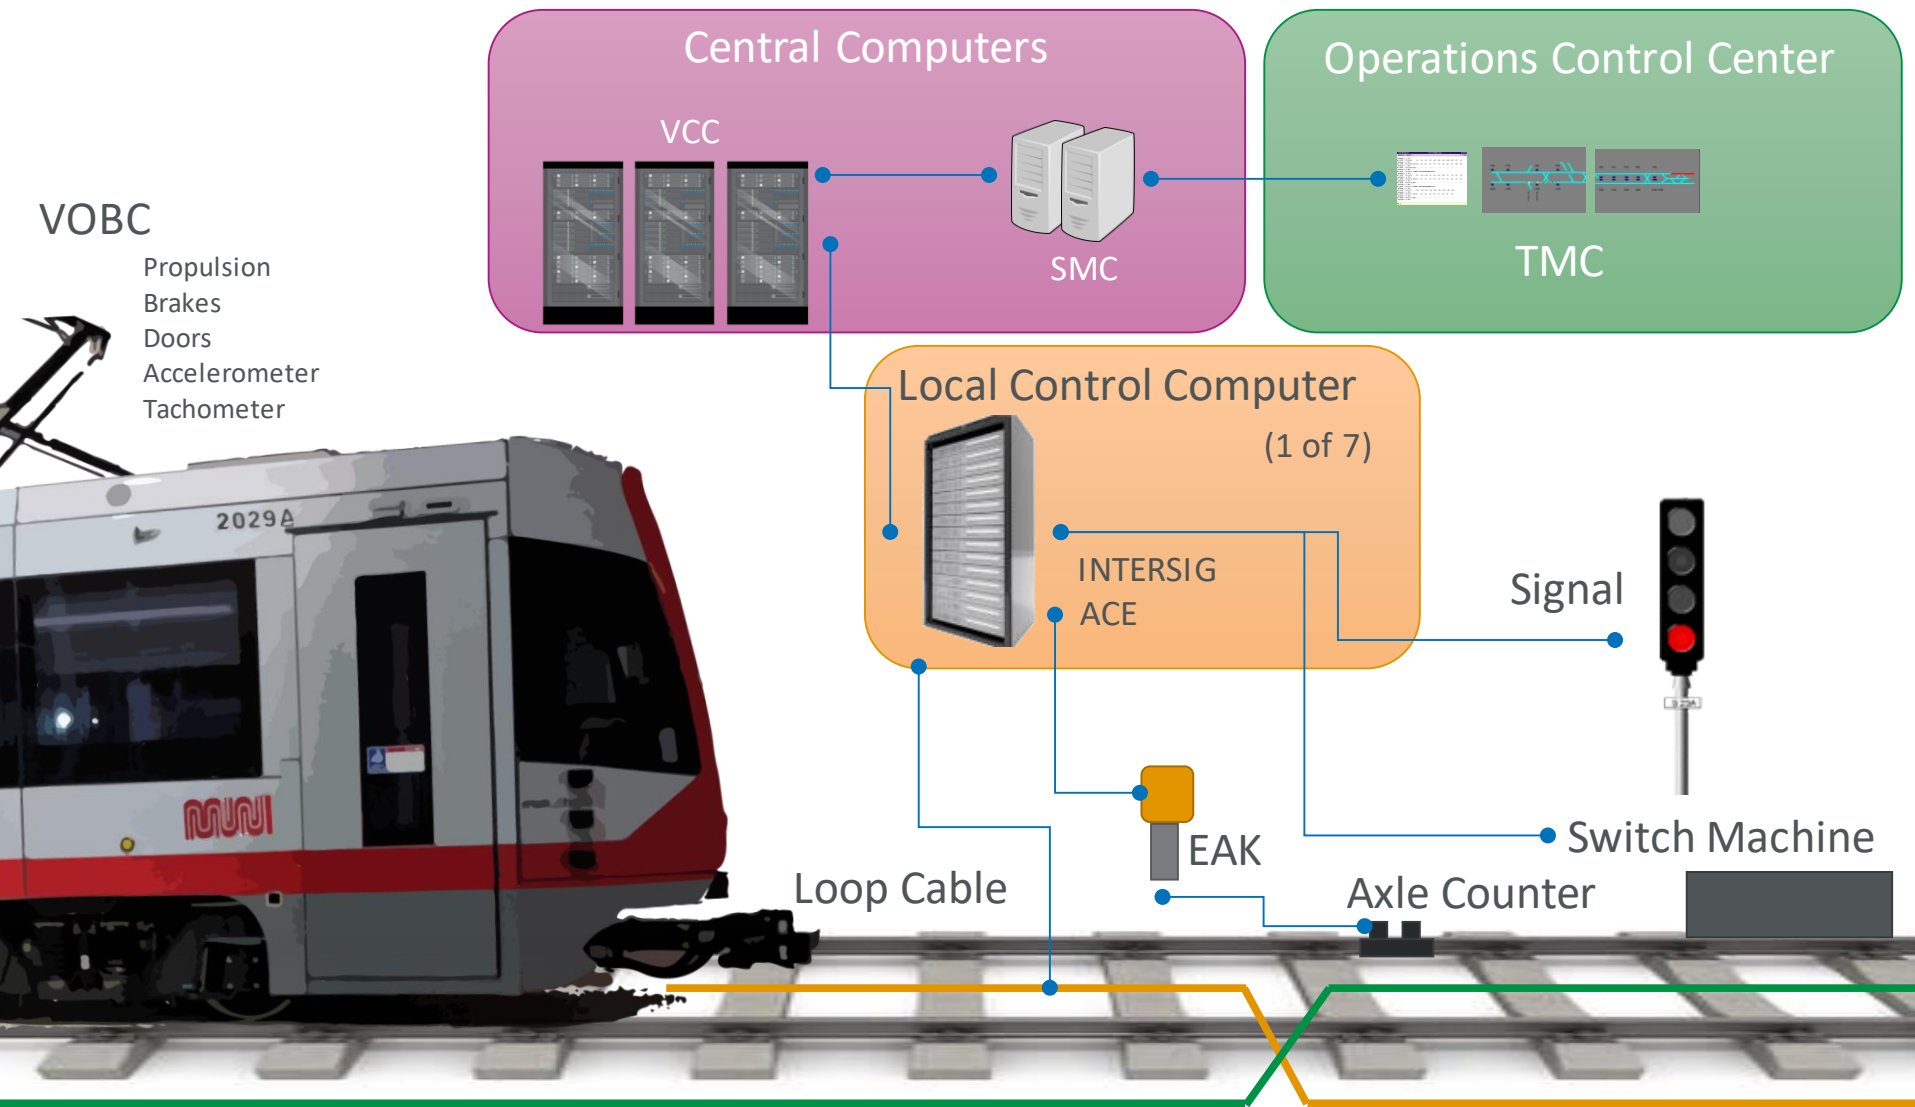 Central Computers
Operations Control Center
VCC
SMC
TMC
VOBC
Propulsion
Brakes
Doors
Accelerometer
Tachometer
Local Control Computer
(1 of 7)
INTERSIG
ACE
2029A
Signal
muni
EAK
Switch Machine
Loop Cable
Axle Counter